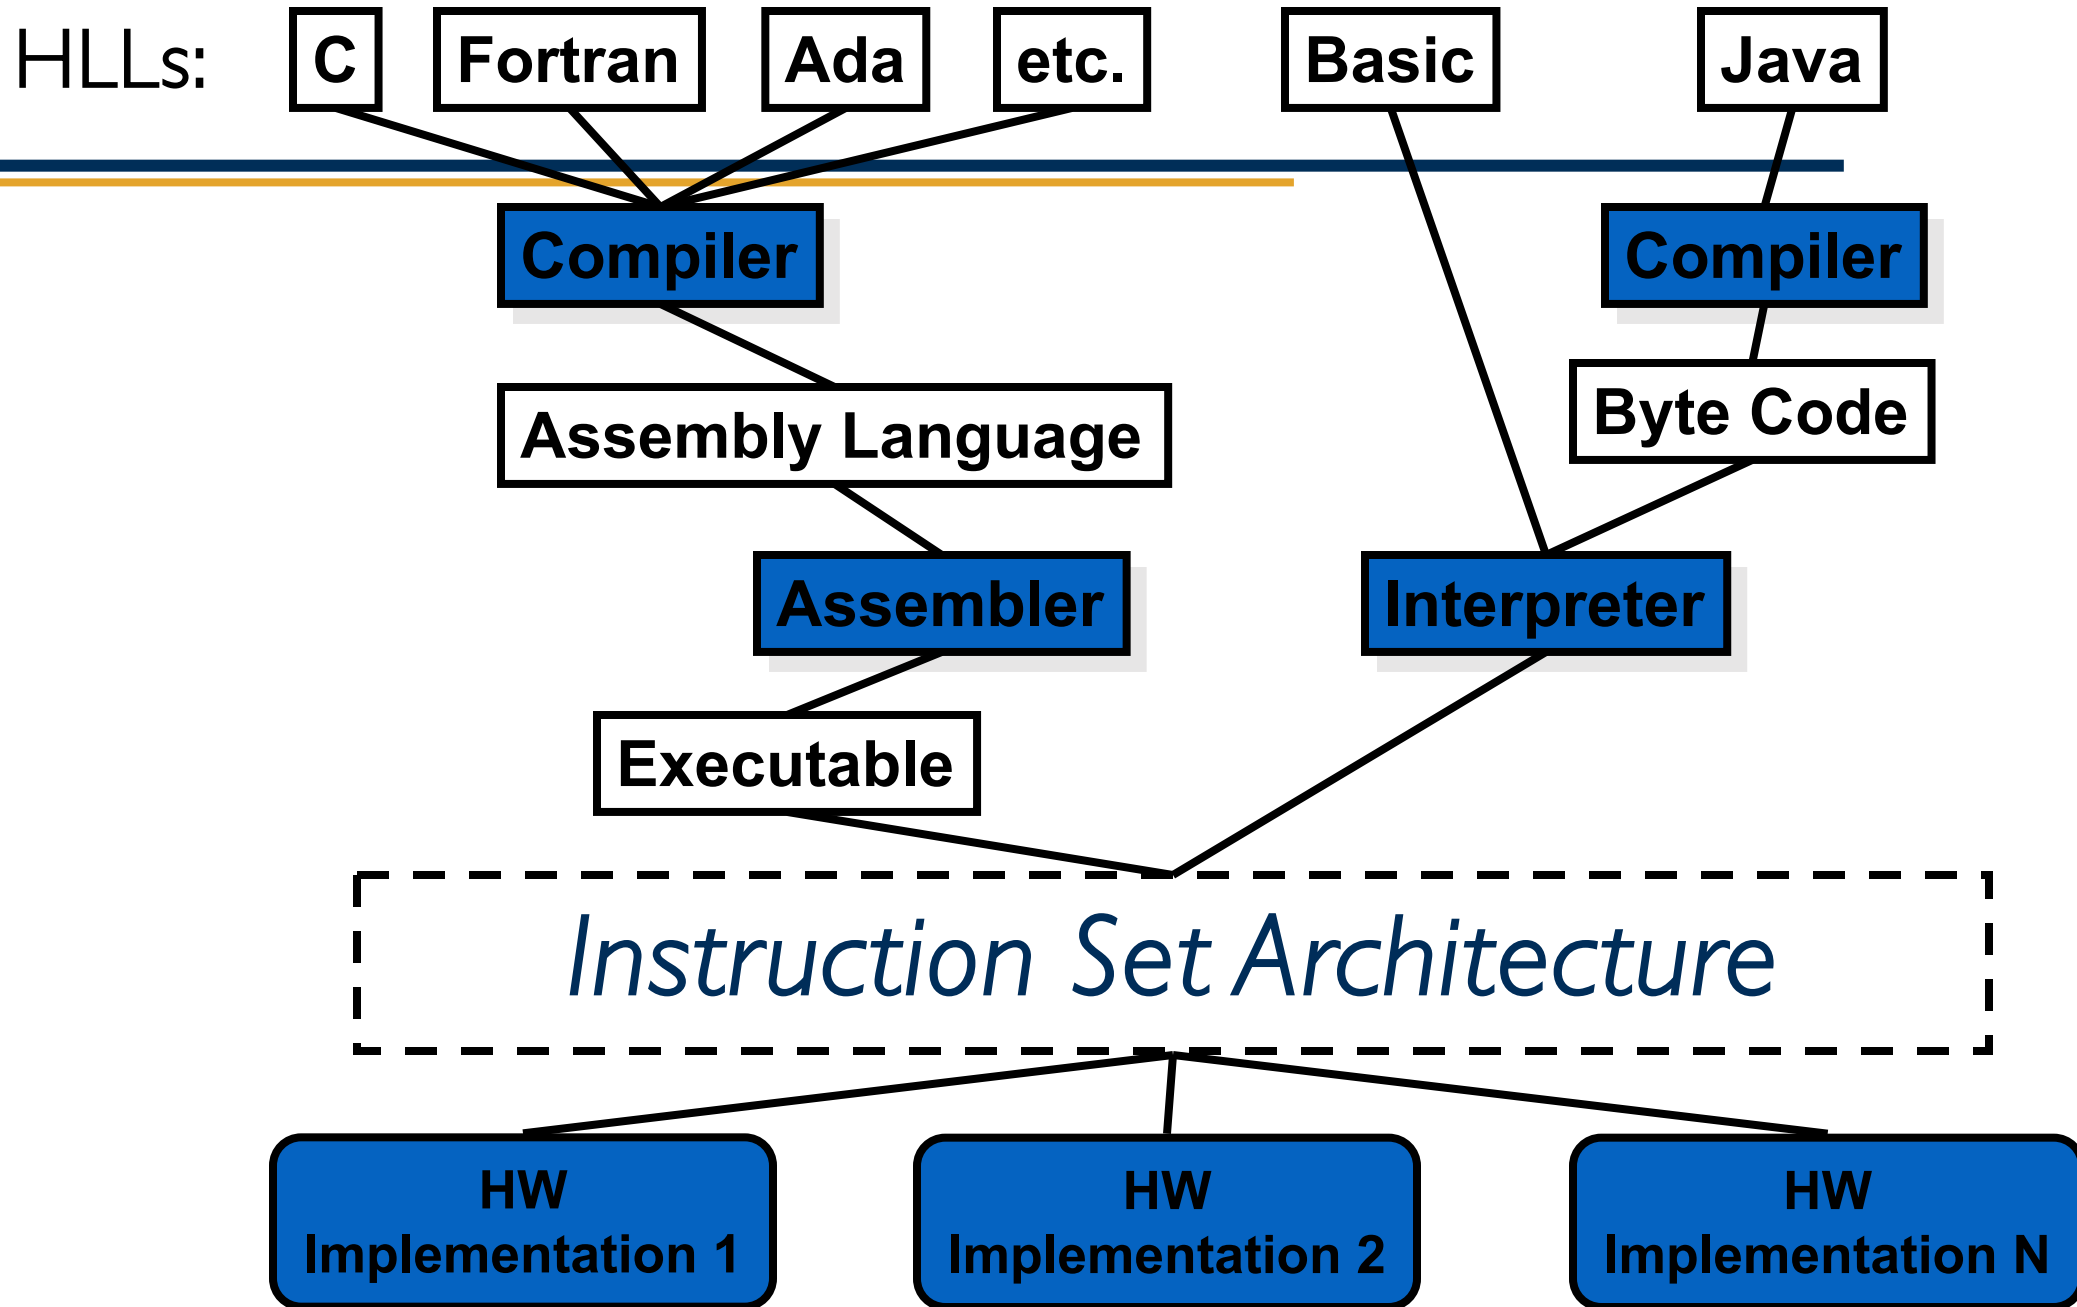 HLLs: C Fortran Ada etc. Basic Java
Compiler Compiler
Assembly Language
Byte Code
Assembler Interpreter
Executable
Instruction Set Architecture
HW
Implementation 1
HW
Implementation 2
HW
Implementation N